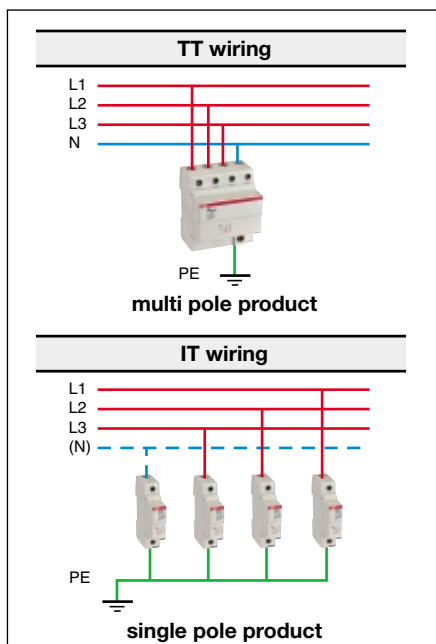 TT wiring
L1
L2
L3
N
PE
multi pole product
IT wiring
L1
L2
L3
(N)
PE
single pole product